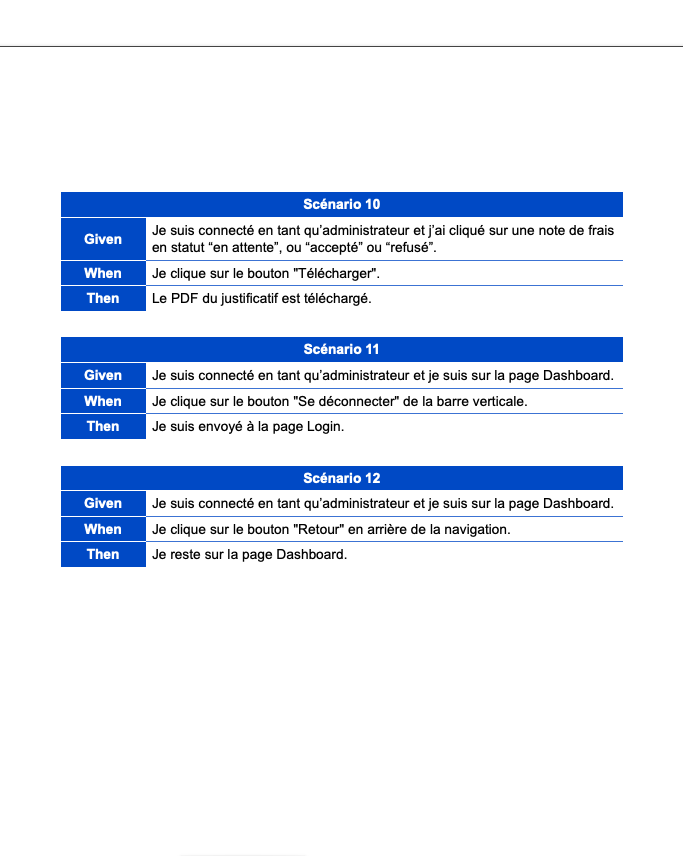 Scénario 10
Given
Je suis connecté en tant qu’administrateur et j’ai cliqué sur une note de frais
en statut “en attente”, ou “accepté” ou “refusé”.
When
Je clique sur le bouton "Télécharger".
Then
Le PDF du justificatif est téléchargé.
Scénario 11
Given
Je suis connecté en tant qu’administrateur et je suis sur la page Dashboard.
When
Je clique sur le bouton "Se déconnecter" de la barre verticale.
Then
Je suis envoyé à la page Login.
Scénario 12
Given
Je suis connecté en tant qu’administrateur et je suis sur la page Dashboard.
When
Je clique sur le bouton "Retour" en arrière de la navigation.
Then
Je reste sur la page Dashboard.